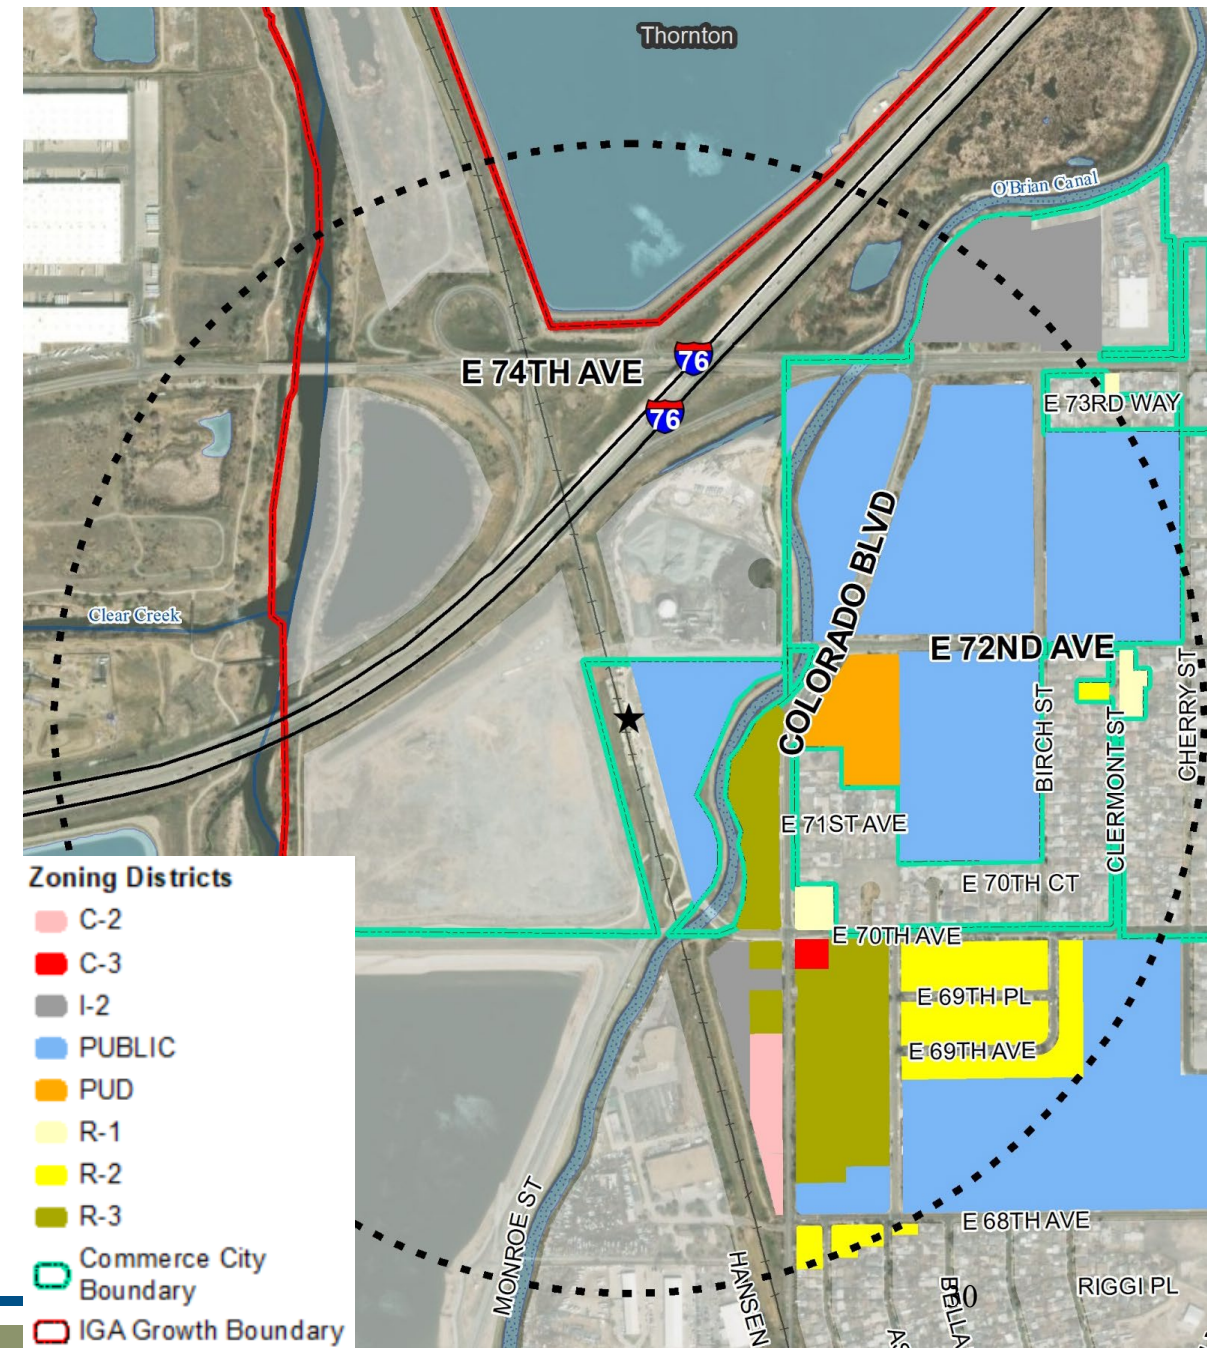 Thornton
O'Brian Canal
76
E 74TH AVE
76
E 73RD WAY
COLORADO BLVD
Clear Creek
E 72ND AVE
BIRCH ST
CLERMONT ST
CHERRY ST
E 71ST AVE
E 70TH CT
E 70TH AVE
E 69TH PL
E 69TH AVE
MONROE ST
E 68TH AVE
HANSEN
BELLA
RIGGI PL
AS
Zoning Districts
C-2
C-3
I-2
PUBLIC
PUD
R-1
R-2
R-3
Commerce City
Boundary
IGA Growth Boundary